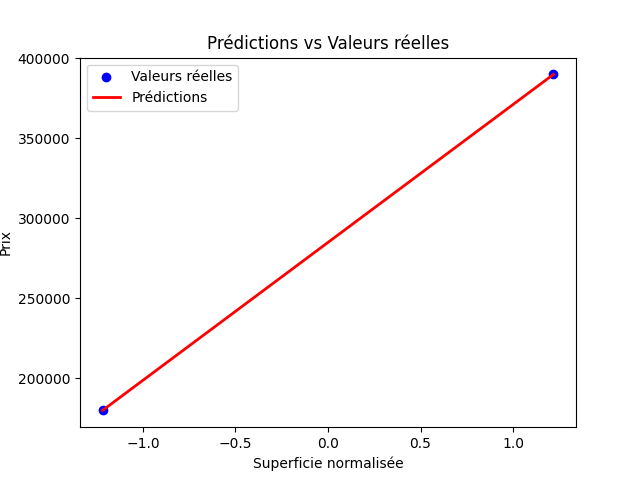 Prédictions vs Valeurs réelles
Valeurs réelles
Prédictions
400000
350000
300000
250000
200000
Prix
−1.0
−0.5
0.0
0.5
1.0
Superficie normalisée